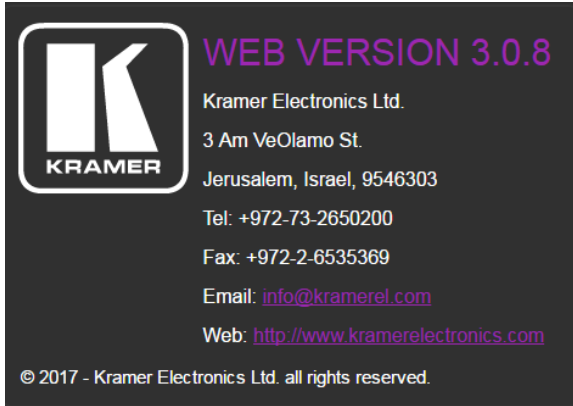 KRAMER
WEB VERSION 3.0.8
Kramer Electronics Ltd.
3 Am VeOlamo St.
Jerusalem, Israel, 9546303
Tel: +972-73-2650200
Fax: +972-2-6535369
Email: info@kramerel.com
Web: http://www.kramerelectronics.com
© 2017 - Kramer Electronics Ltd. all rights reserved.